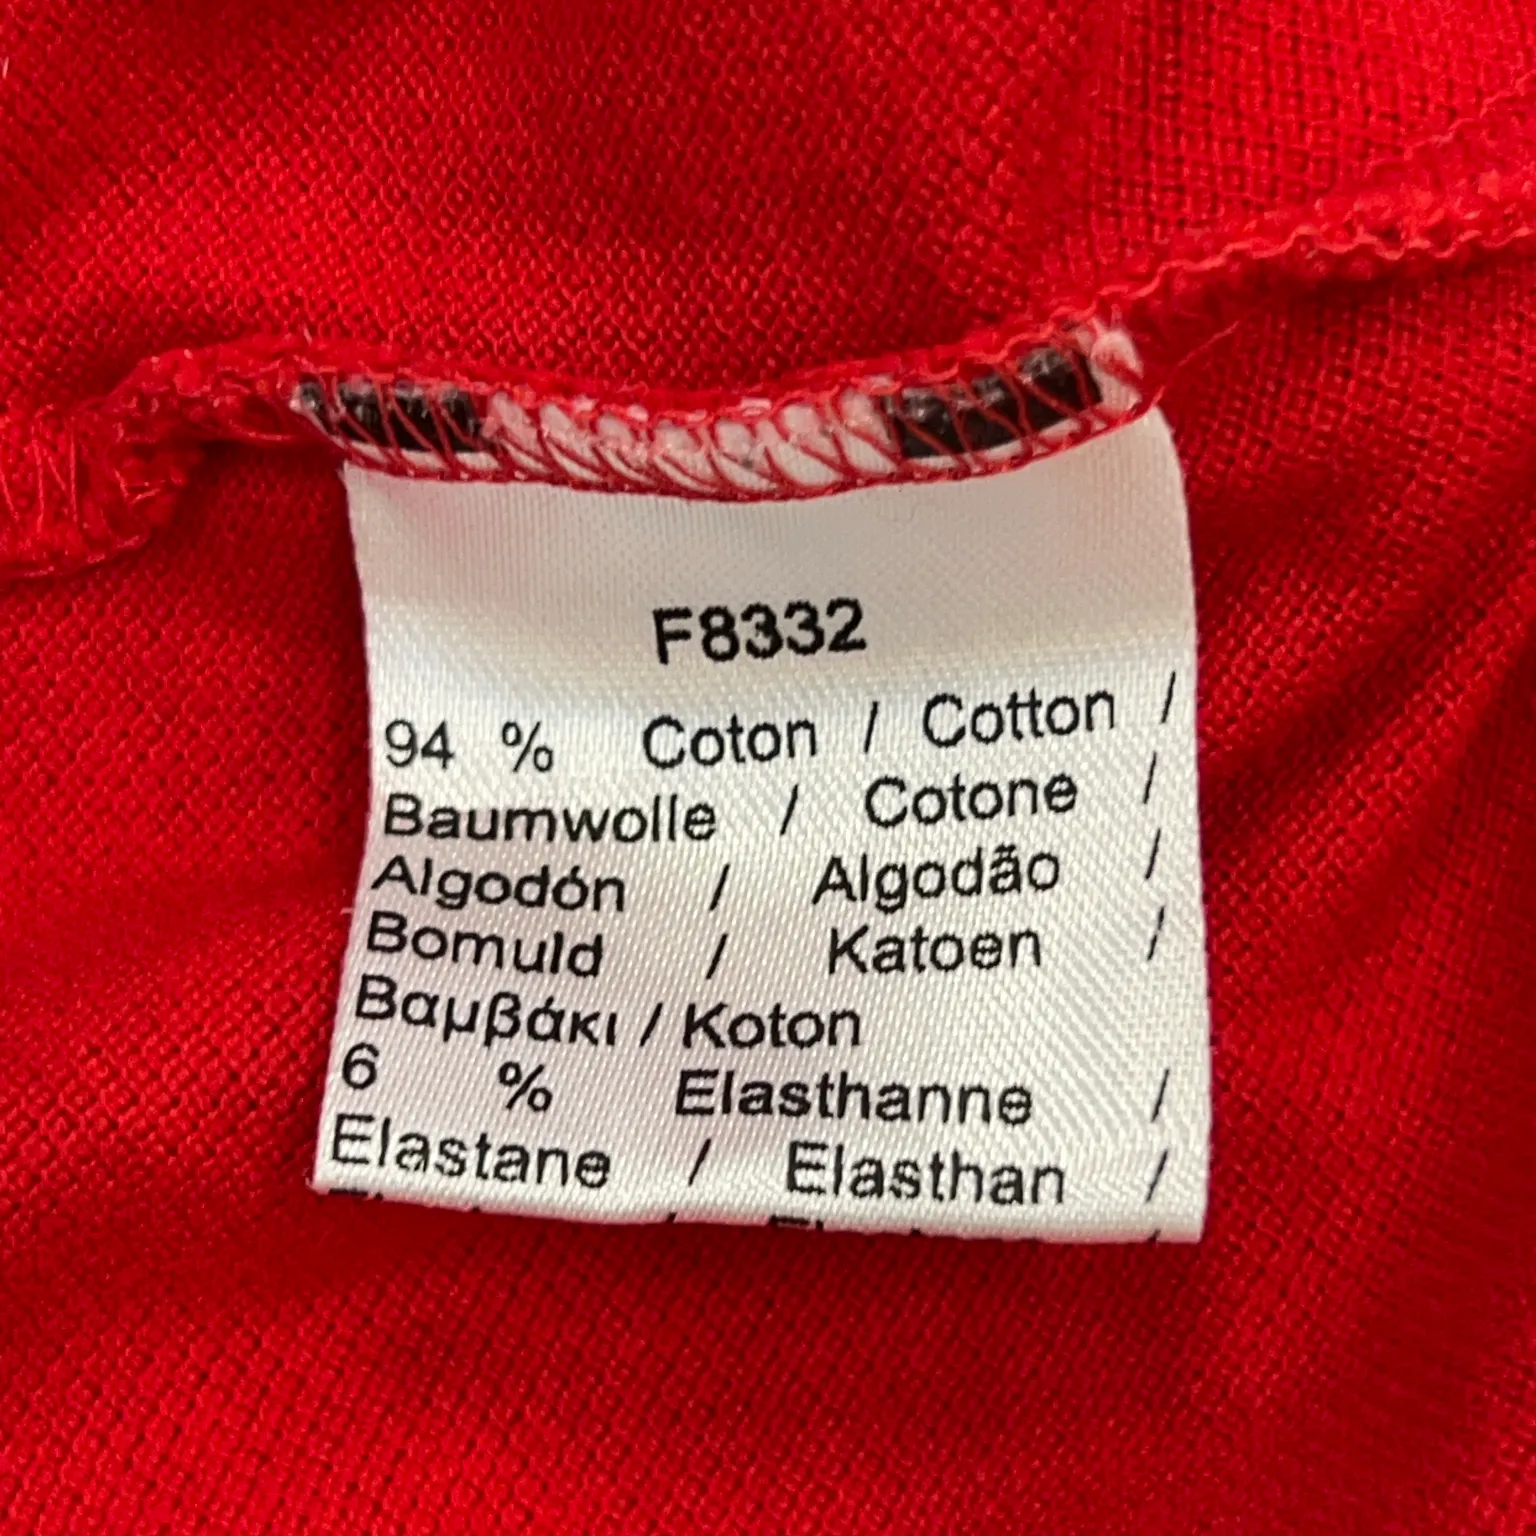 F8332
94 % Coton / Cotton /
Baumwolle / Cotone /
Algodón / Algodão /
Bomuld / Katoen /
Βαμβάκι / Koton
6 % Elasthanne /
Elastane / Elasthan /